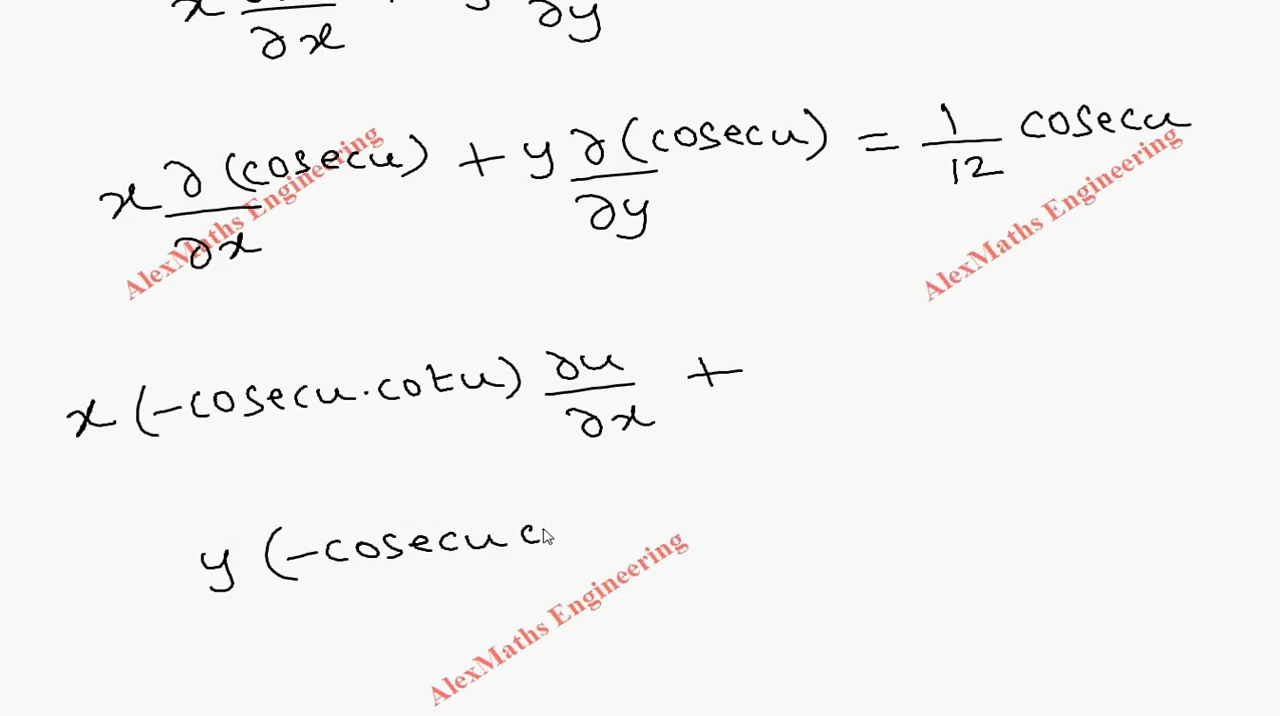 x ∂x y ∂y
x ∂(cosecu)/∂x + y ∂(cosecu)/∂y = 1/12 cosecu
AlexMaths Engineering
AlexMaths Engineering
x (-cosecu.cotu) ∂u/∂x +
y (-cosecu c
AlexMaths Engineering